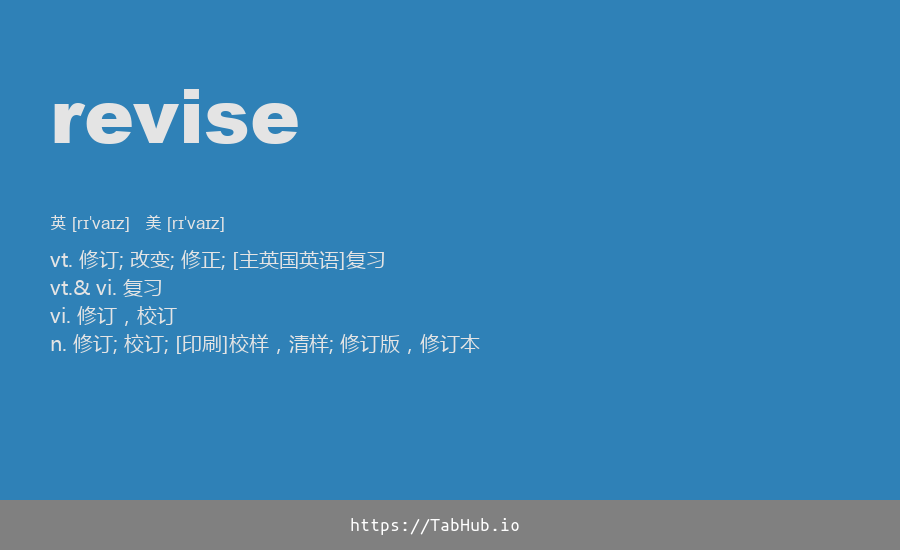 revise
英 [rɪˈvaɪz] 美 [rɪˈvaɪz]
vt. 修订; 改变; 修正; [主英国英语]复习
vt.& vi. 复习
vi. 修订，校订
n. 修订; 校订; [印刷]校样，清样; 修订版，修订本
https://TabHub.io